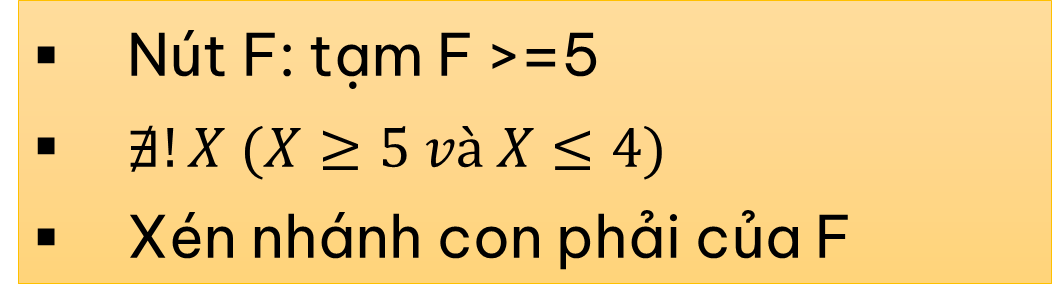 ▪ Nút F: tạm F >=5
▪ ∄! X (X ≥ 5 và X ≤ 4)
▪ Xén nhánh con phải của F